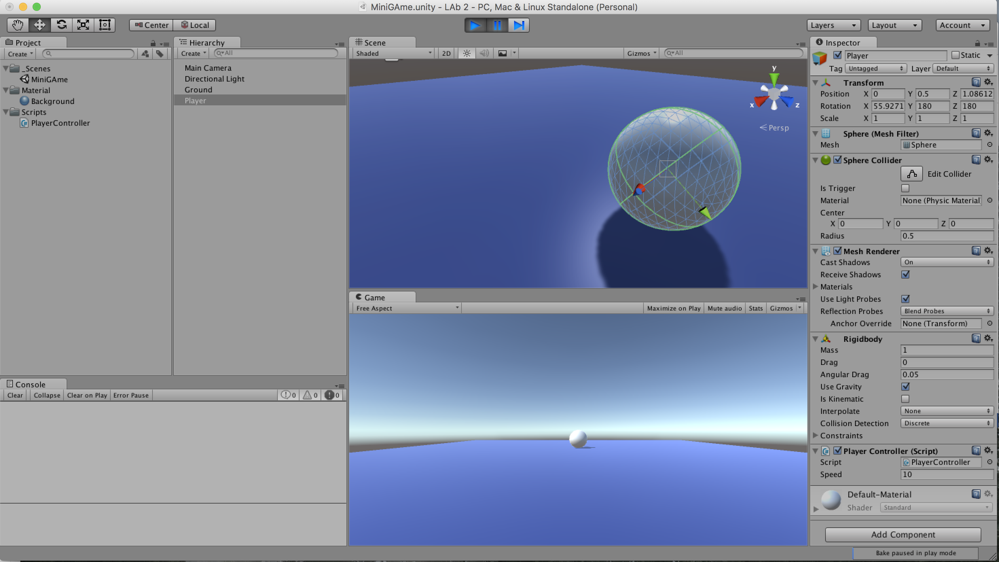 MiniGAme.unity - LAb 2 - PC, Mac & Linux Standalone (Personal)
Center Local
Layers Layout Account
Project
Create
_Scenes
MiniGAme
Material
Background
Scripts
PlayerController
Hierarchy
Create All
Main Camera
Directional Light
Ground
Player
Console
Clear Collapse Clear on Play Error Pause 0 0 0
Scene
Shaded 2D Gizmos All
y
x z
Persp
Game
Free Aspect Maximize on Play Mute audio Stats Gizmos
Inspector
Player Static
Tag Untagged Layer Default
Transform
Position X 0 Y 0.5 Z 1.08612
Rotation X 55.9271 Y 180 Z 180
Scale X 1 Y 1 Z 1
Sphere (Mesh Filter)
Mesh Sphere
Sphere Collider
Edit Collider
Is Trigger
Material None (Physic Material
Center
X 0 Y 0 Z 0
Radius 0.5
Mesh Renderer
Cast Shadows On
Receive Shadows
Materials
Use Light Probes
Reflection Probes Blend Probes
Anchor Override None (Transform)
Rigidbody
Mass 1
Drag 0
Angular Drag 0.05
Use Gravity
Is Kinematic
Interpolate None
Collision Detection Discrete
Constraints
Player Controller (Script)
Script PlayerController
Speed 10
Default-Material
Shader Standard
Add Component
Bake paused in play mode